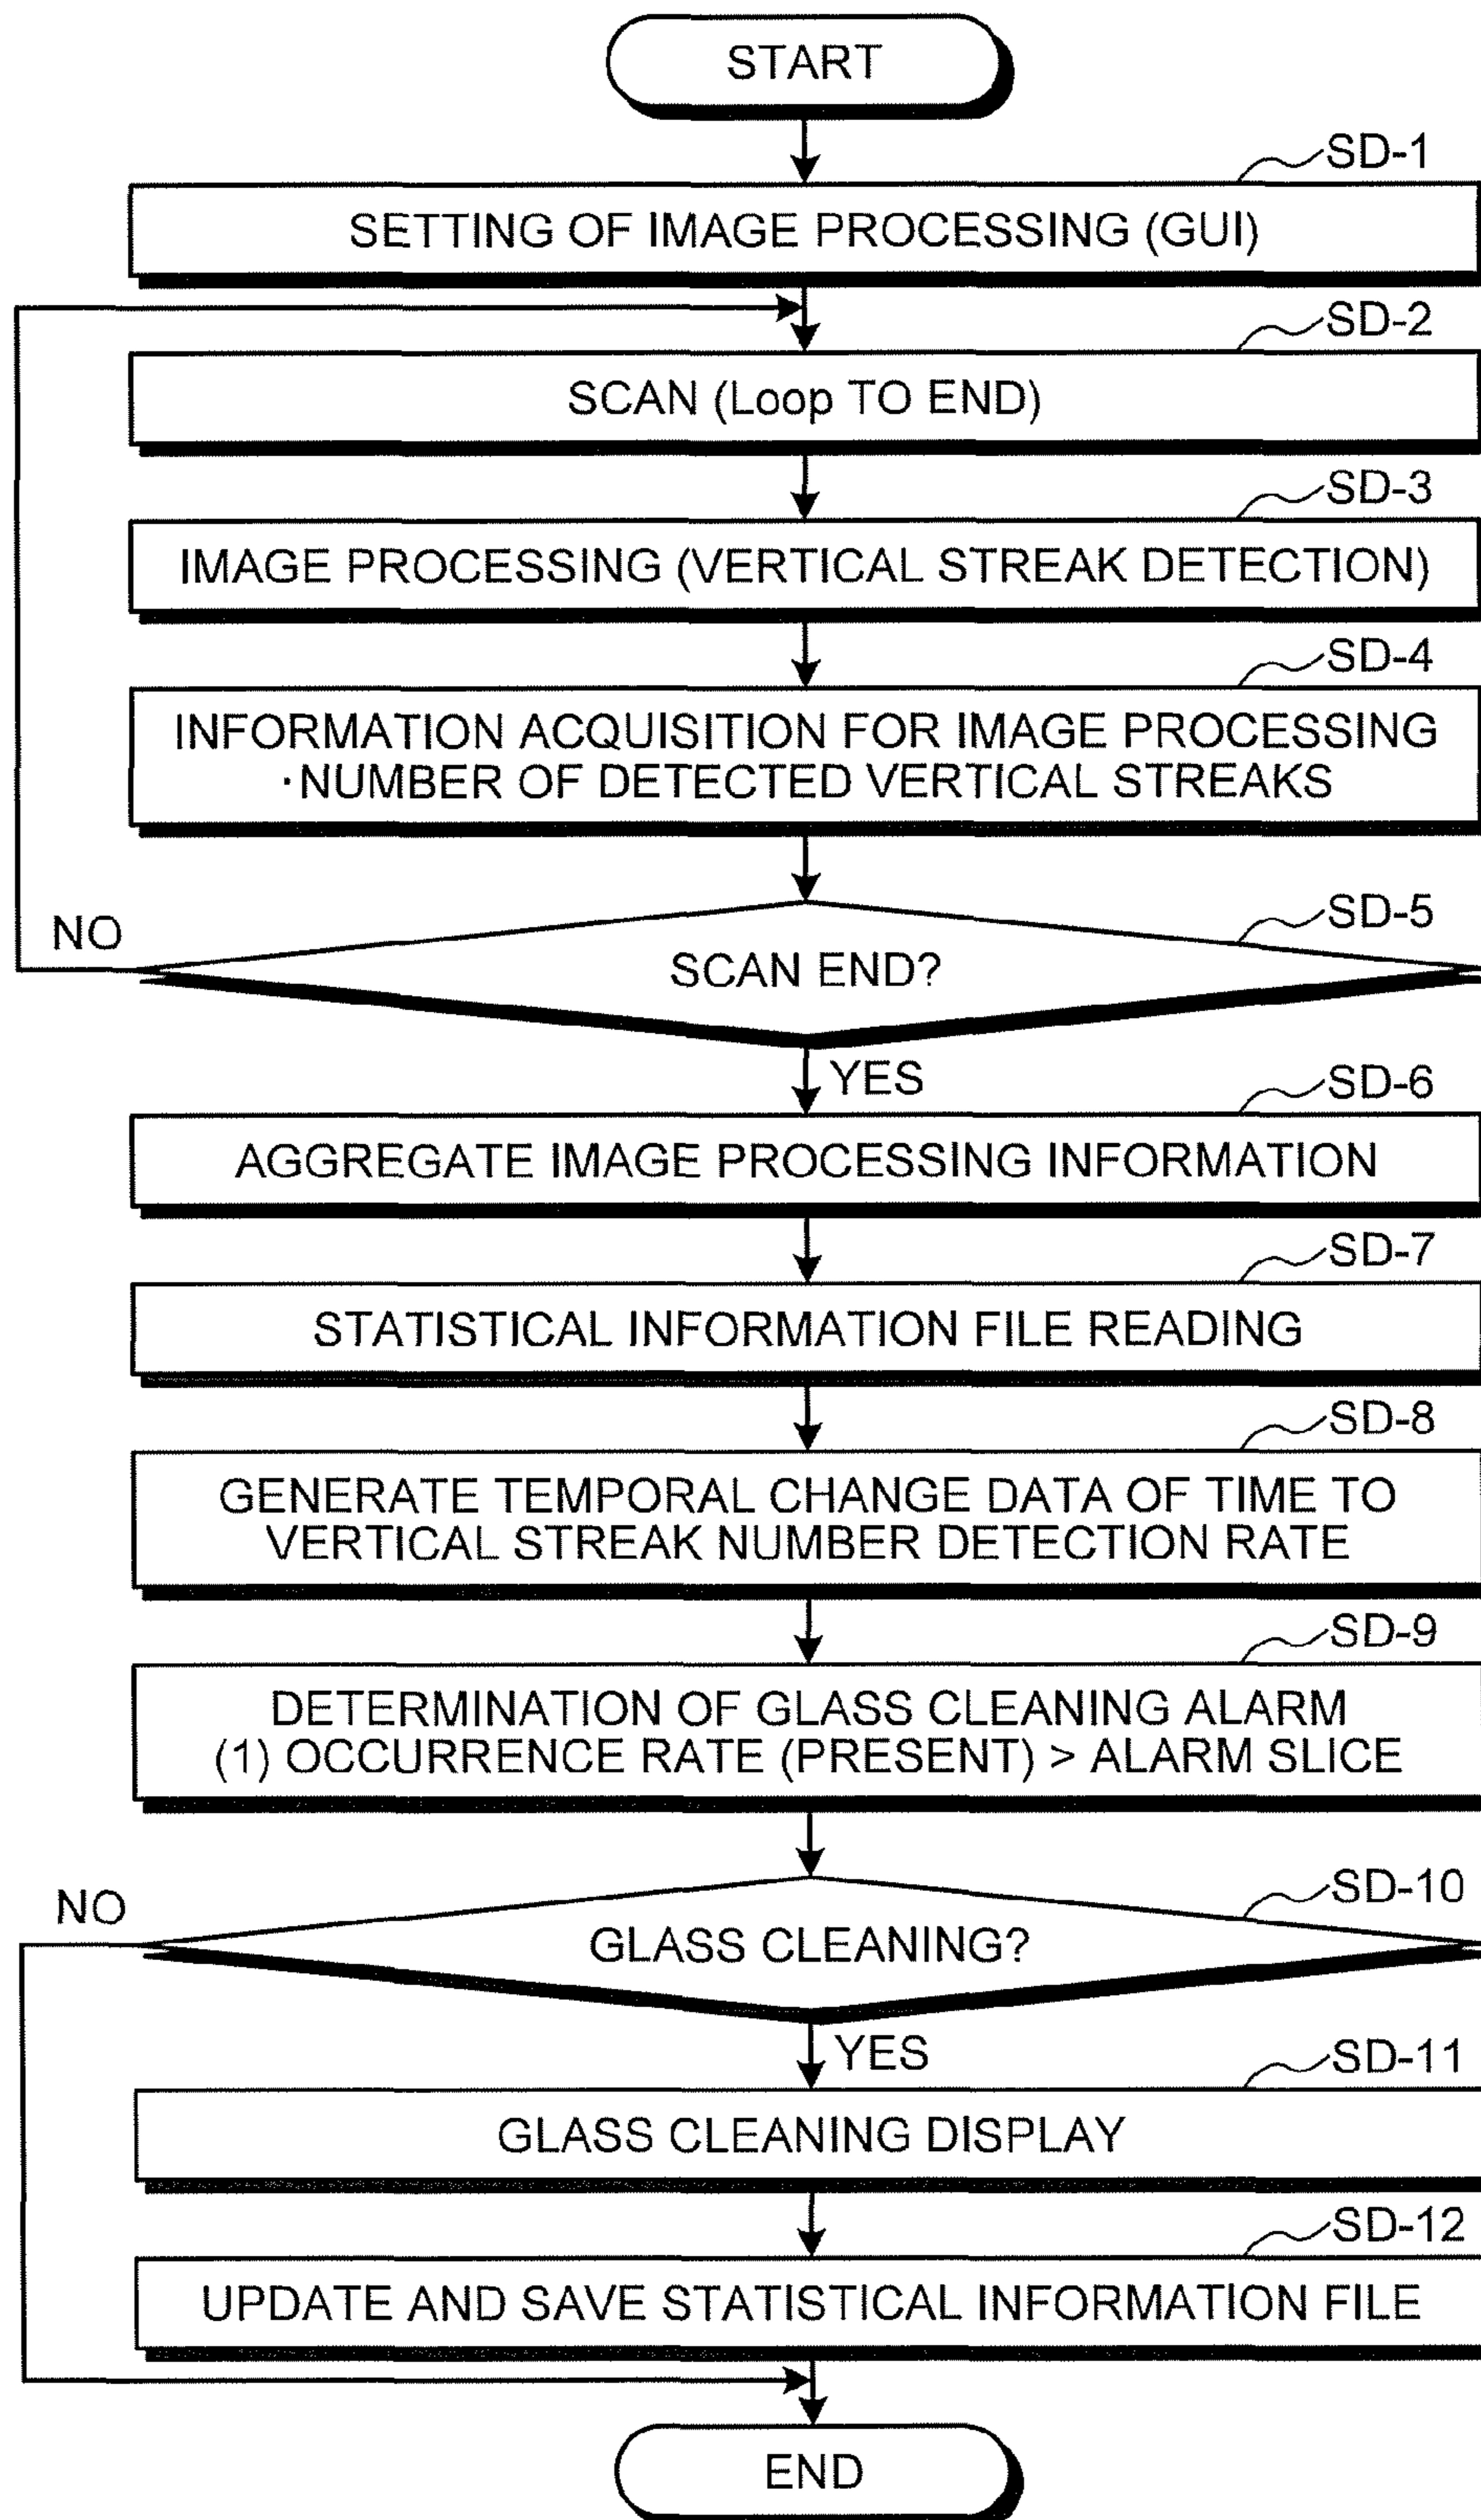 START
SD-1
SETTING OF IMAGE PROCESSING (GUI)
SD-2
SCAN (Loop TO END)
SD-3
IMAGE PROCESSING (VERTICAL STREAK DETECTION)
SD-4
INFORMATION ACQUISITION FOR IMAGE PROCESSING
·NUMBER OF DETECTED VERTICAL STREAKS
SD-5
NO
SCAN END?
YES
SD-6
AGGREGATE IMAGE PROCESSING INFORMATION
SD-7
STATISTICAL INFORMATION FILE READING
SD-8
GENERATE TEMPORAL CHANGE DATA OF TIME TO
VERTICAL STREAK NUMBER DETECTION RATE
SD-9
DETERMINATION OF GLASS CLEANING ALARM
(1) OCCURRENCE RATE (PRESENT) > ALARM SLICE
SD-10
NO
GLASS CLEANING?
YES
SD-11
GLASS CLEANING DISPLAY
SD-12
UPDATE AND SAVE STATISTICAL INFORMATION FILE
END